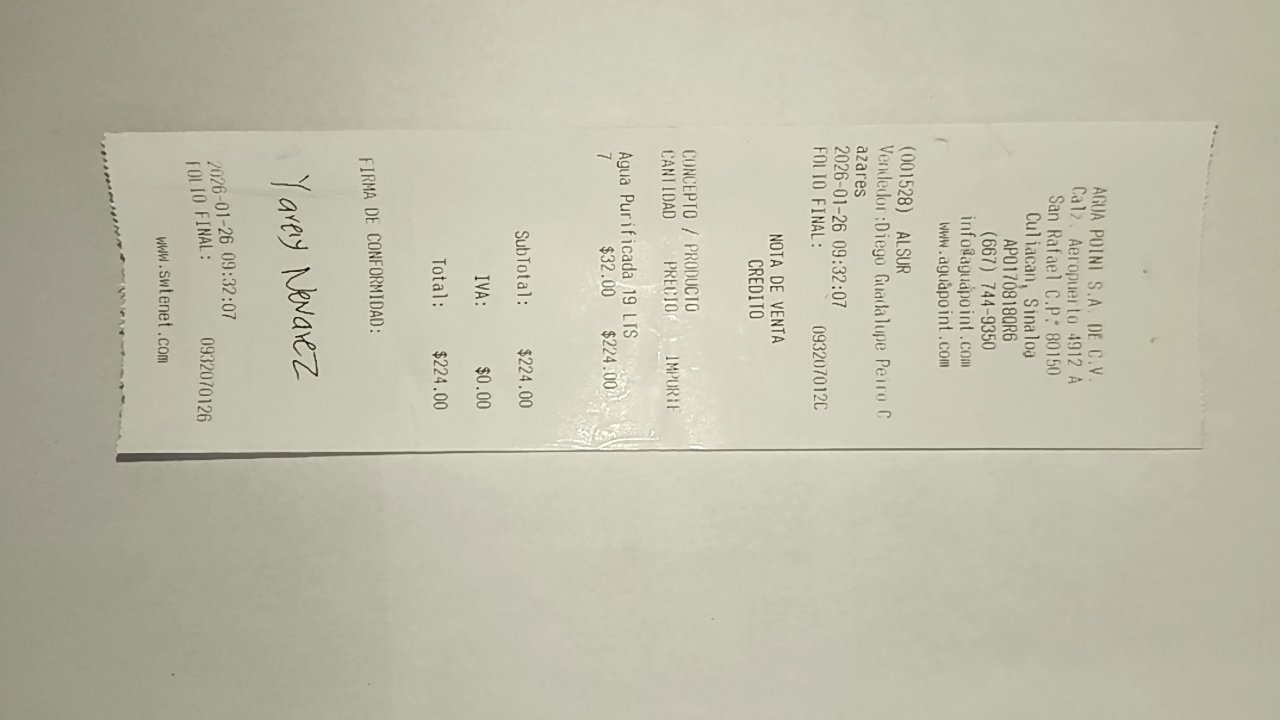 AGUA POINT S.A. DE C.V.
Calz. Aeropuerto 4912 A
San Rafael C.P.* 80150
Culiacan, Sinaloa
APO170818QR6
(667) 744-9350
info@aguapoint.com
www.aguapoint.com
(001528) ALSUR
Vendedor:Diego Guadalupe Peiro C
azares
2026-01-26 09:32:07
FOLIO FINAL: 093207012C
NOTA DE VENTA
CREDITO
CONCEPTO / PRODUCTO
CANTIDAD PRECIO IMPORTE
Agua Purificada 19 LTS
7 $32.00 $224.00
SubTotal: $224.00
IVA: $0.00
Total: $224.00
FIRMA DE CONFORMIDAD:
Yarely Nevarez
2026-01-26 09:32:07
FOLIO FINAL: 0932070126
www.swtenet.com